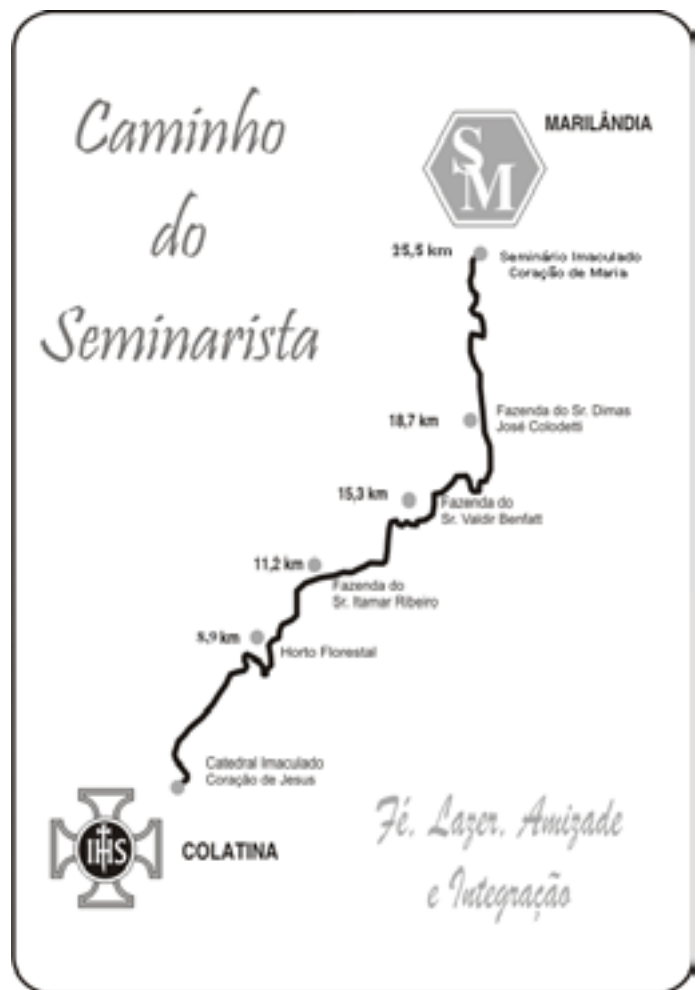 Caminho
do
Seminarista
SM
MARILÂNDIA
25,5 km
Seminário Imaculado
Coração de Maria
18,7 km
Fazenda do Sr. Dimas
José Colodetti
15,3 km
Fazenda do
Sr. Valdir Benfatt
11,2 km
Fazenda do
Sr. Itamar Ribeiro
8,9 km
Horto Florestal
Catedral Imaculado
Coração de Jesus
IHS
COLATINA
Fé, Lazer, Amizade
e Integração